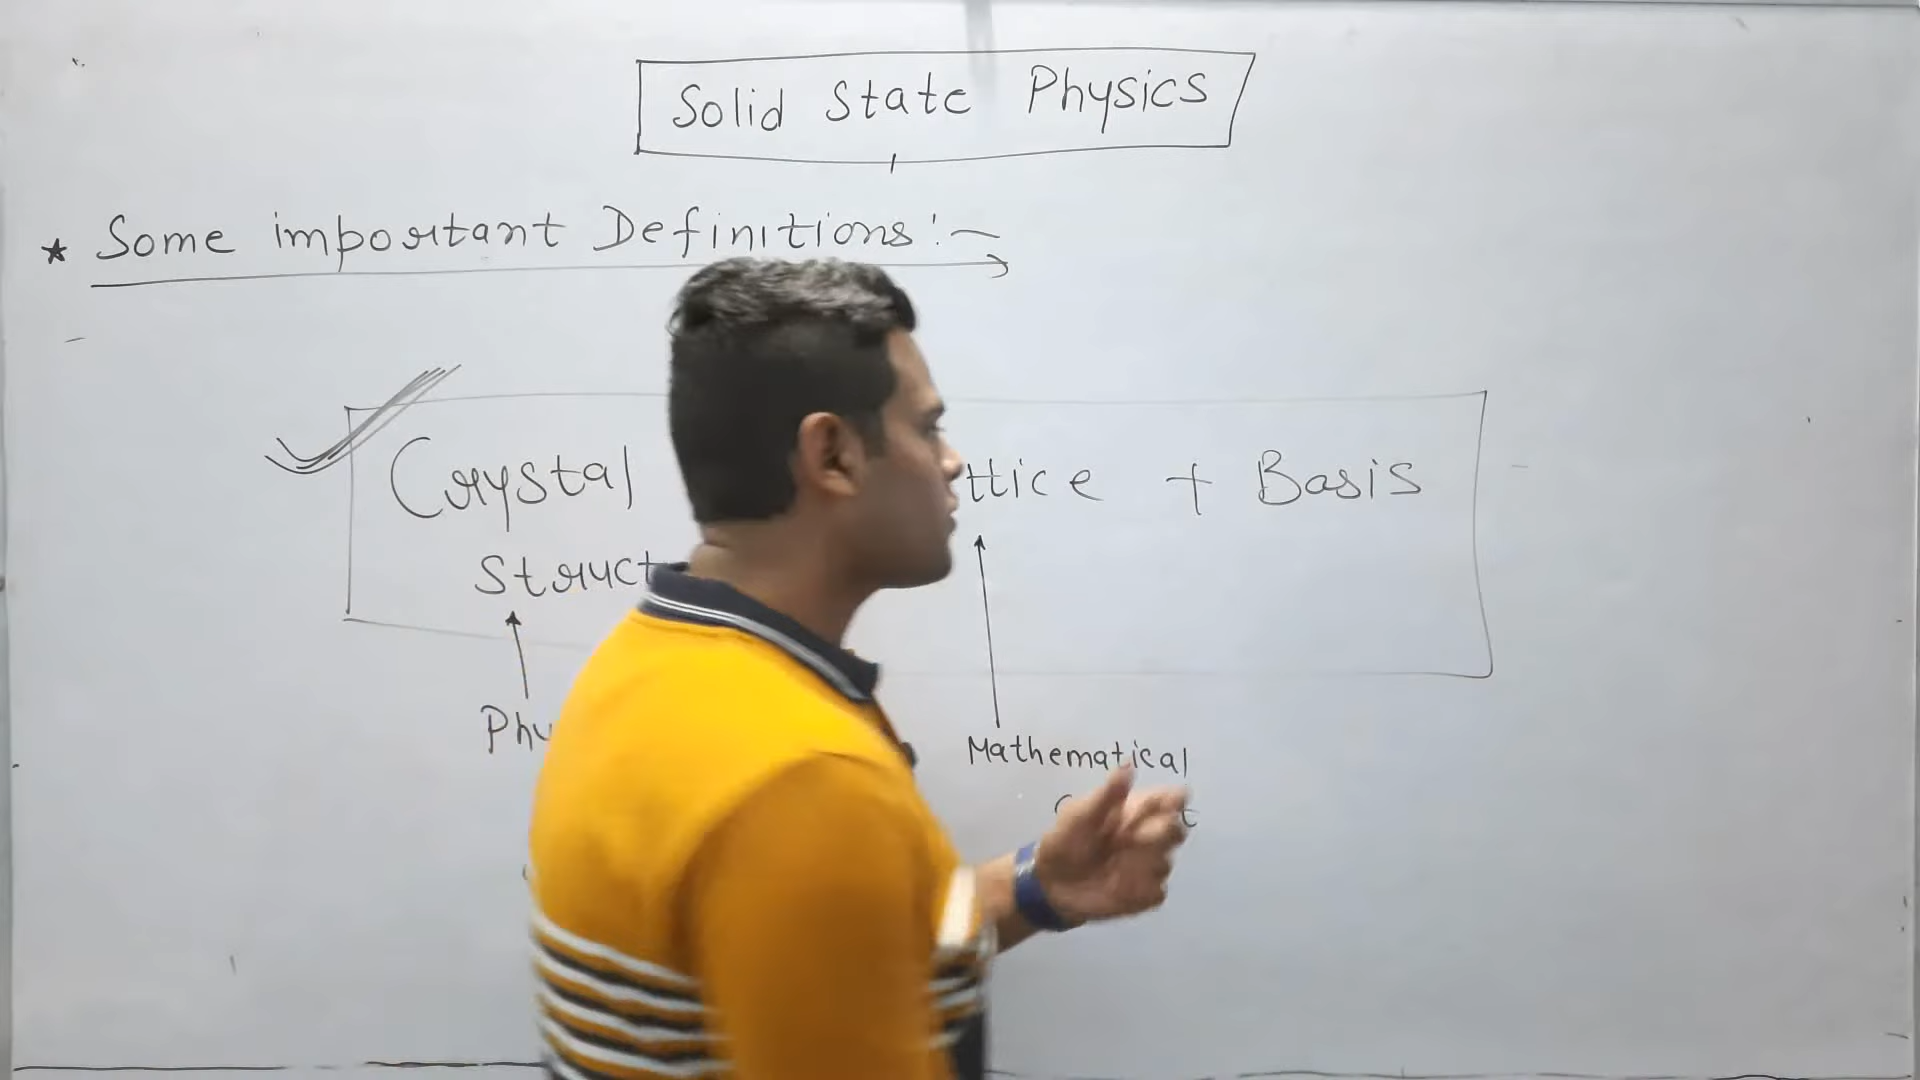 Solid State Physics
★ Some important Definitions :-
Crystal ttice + Basis
Struct
Phy
Mathematical